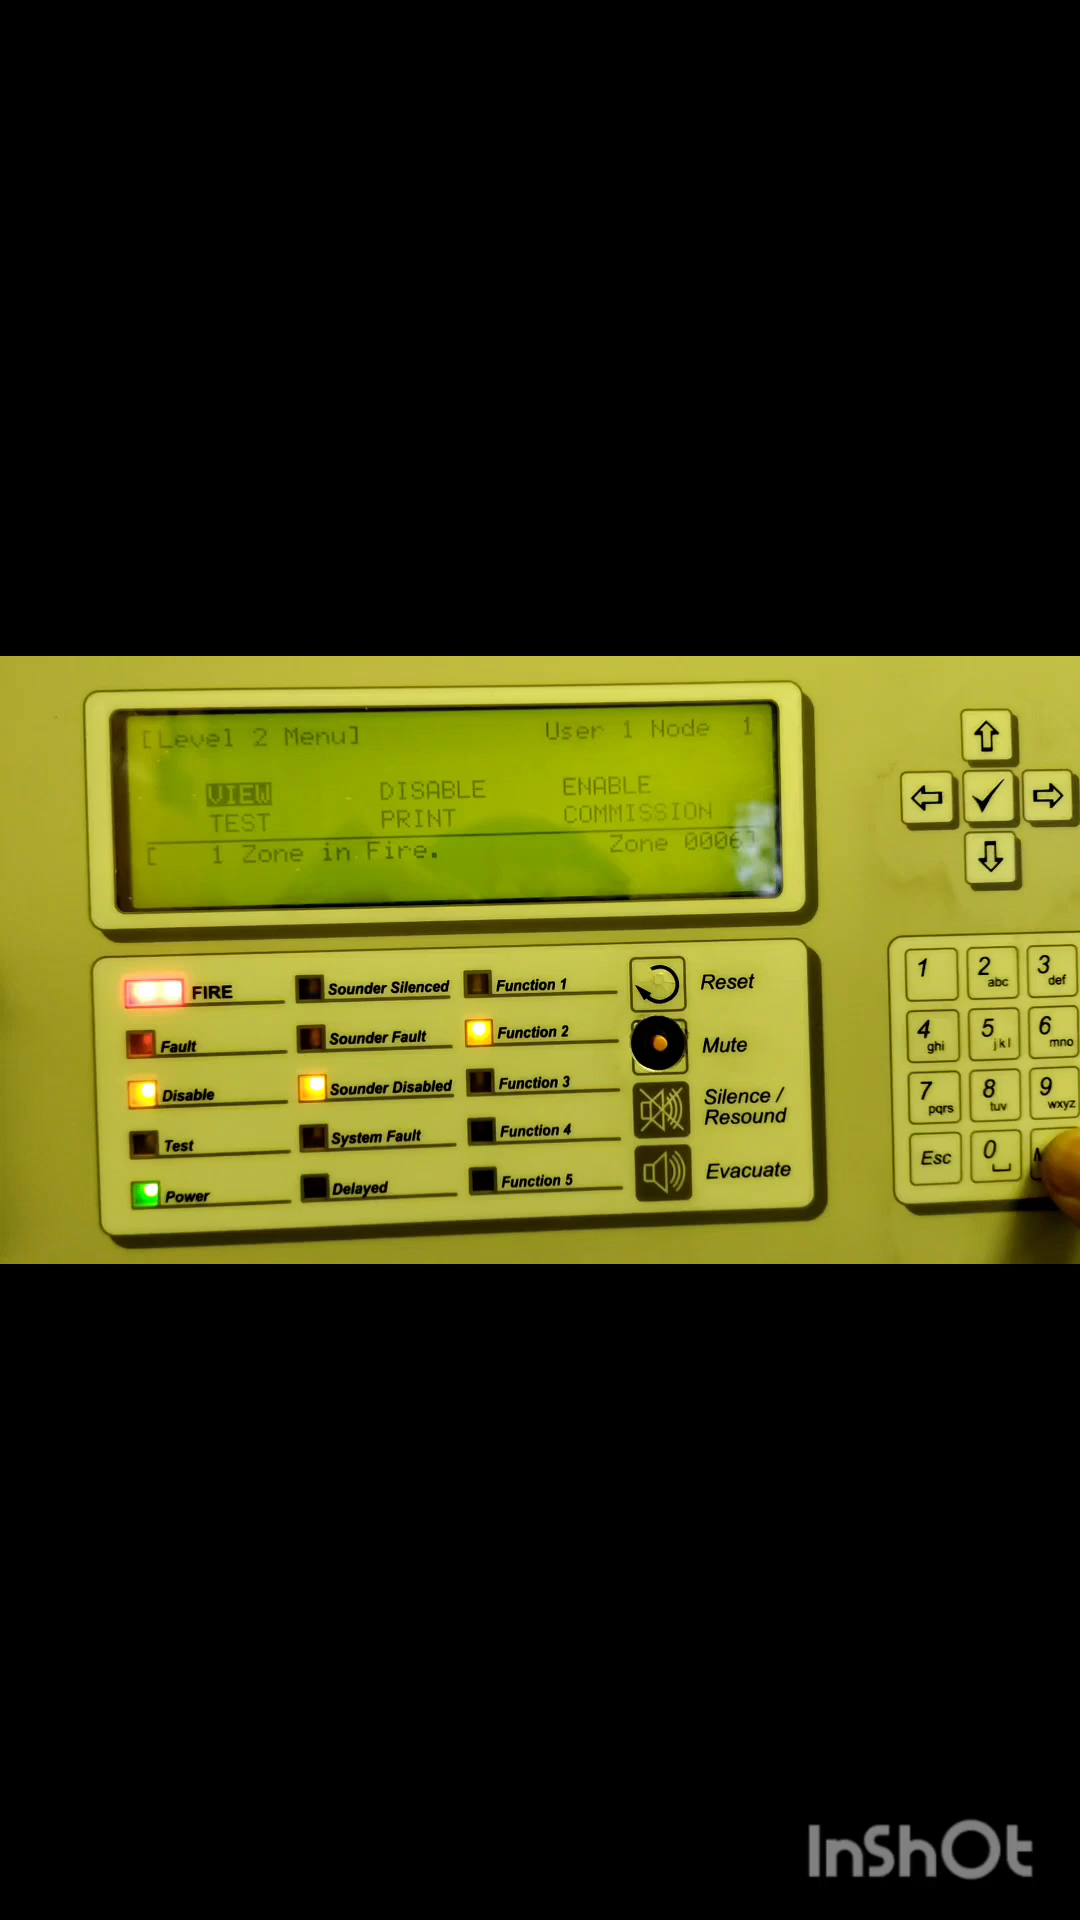 [Level 2 Menu] User 1 Node 1
VIEW DISABLE ENABLE
TEST PRINT COMMISSION
[ 1 Zone in Fire. Zone 0006]
FIRE
Fault
Disable
Test
Power
Sounder Silenced
Sounder Fault
Sounder Disabled
System Fault
Delayed
Function 1
Function 2
Function 3
Function 4
Function 5
Reset
Mute
Silence /
Resound
Evacuate
1
2 abc
3 def
4 ghi
5 jkl
6 mno
7 pqrs
8 tuv
9 wxyz
Esc
0
InShOt